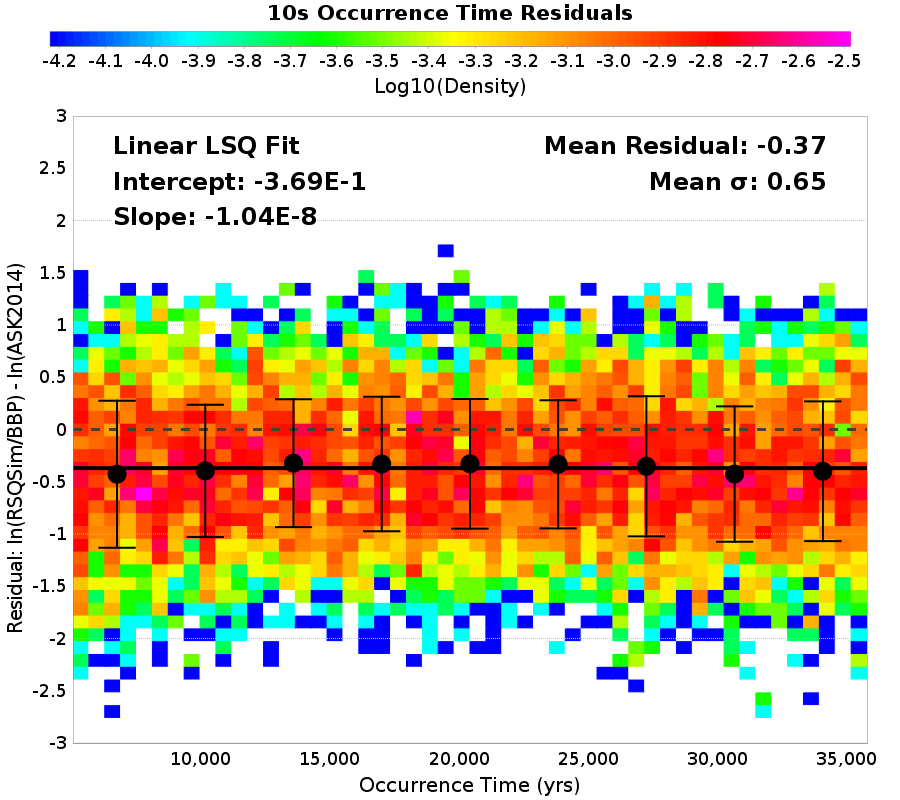 10s Occurrence Time Residuals
-4.2 -4.1 -4.0 -3.9 -3.8 -3.7 -3.6 -3.5 -3.4 -3.3 -3.2 -3.1 -3.0 -2.9 -2.8 -2.7 -2.6 -2.5
Log10(Density)
Linear LSQ Fit
Intercept: -3.69E-1
Slope: -1.04E-8
Mean Residual: -0.37
Mean σ: 0.65
Residual: ln(RSQSim/BBP) - ln(ASK2014)
3
2.5
2
1.5
1
0.5
0
-0.5
-1
-1.5
-2
-2.5
-3
10,000 15,000 20,000 25,000 30,000 35,000
Occurrence Time (yrs)